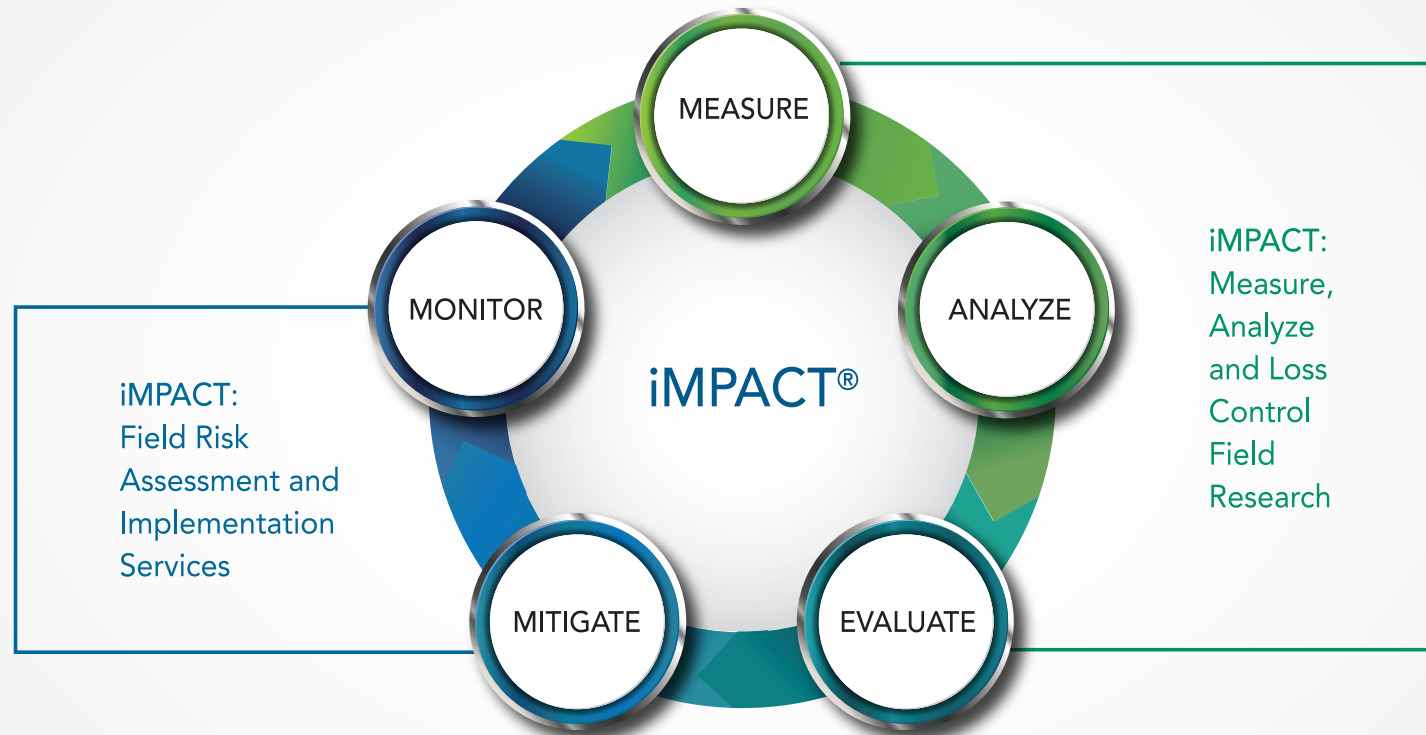 MEASURE
ANALYZE
EVALUATE
MITIGATE
MONITOR
iMPACT®
iMPACT:
Measure,
Analyze
and Loss
Control
Field
Research
iMPACT:
Field Risk
Assessment and
Implementation
Services